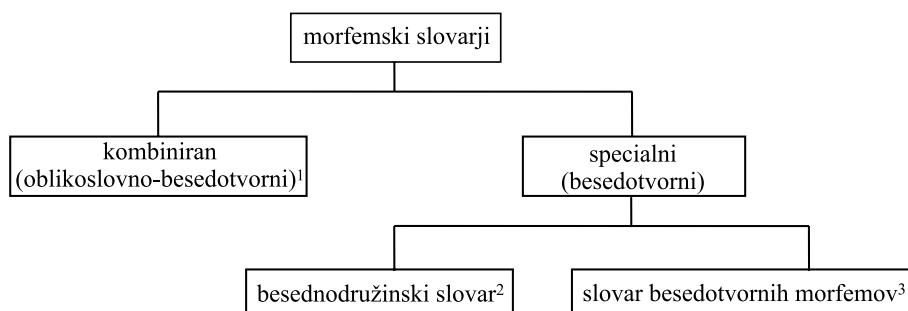 morfemski slovarji
kombiniran
(oblikoslovno-besedotvorni)¹
specialni
(besedotvorni)
besednodružinski slovar²
slovar besedotvornih morfemov³